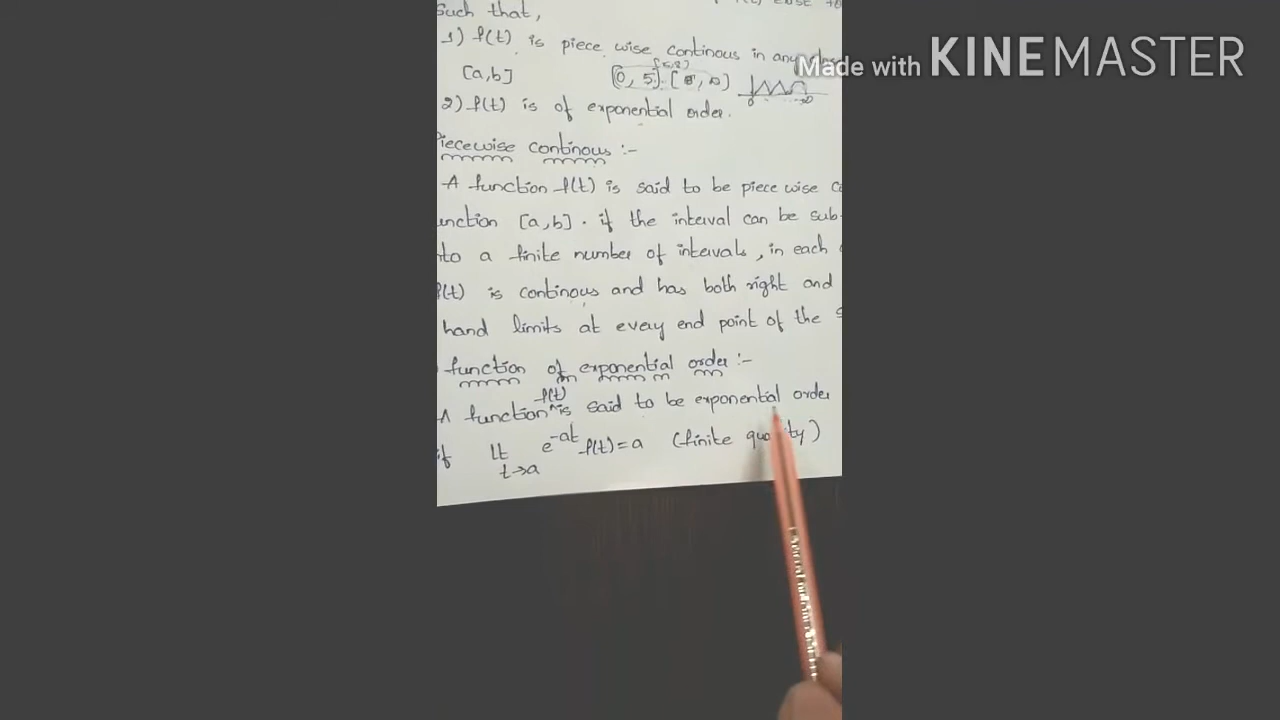 Such that,
1) f(t) is piece wise continous in any
Made with KINEMASTER
[a,b] [0, 5]
2) f(t) is of exponential order.
Piecewise continous :-
A function f(t) is said to be piece wise
[a,b]. if the interval can be sub-
to a finite number of intervals, in each
f(t) is continous and has both right and
hand limits at every end point of the
function of exponential order :-
f(t)
A function ^ is said to be exponential order
if lt e^-at f(t) = a (finite quantity)
t→a